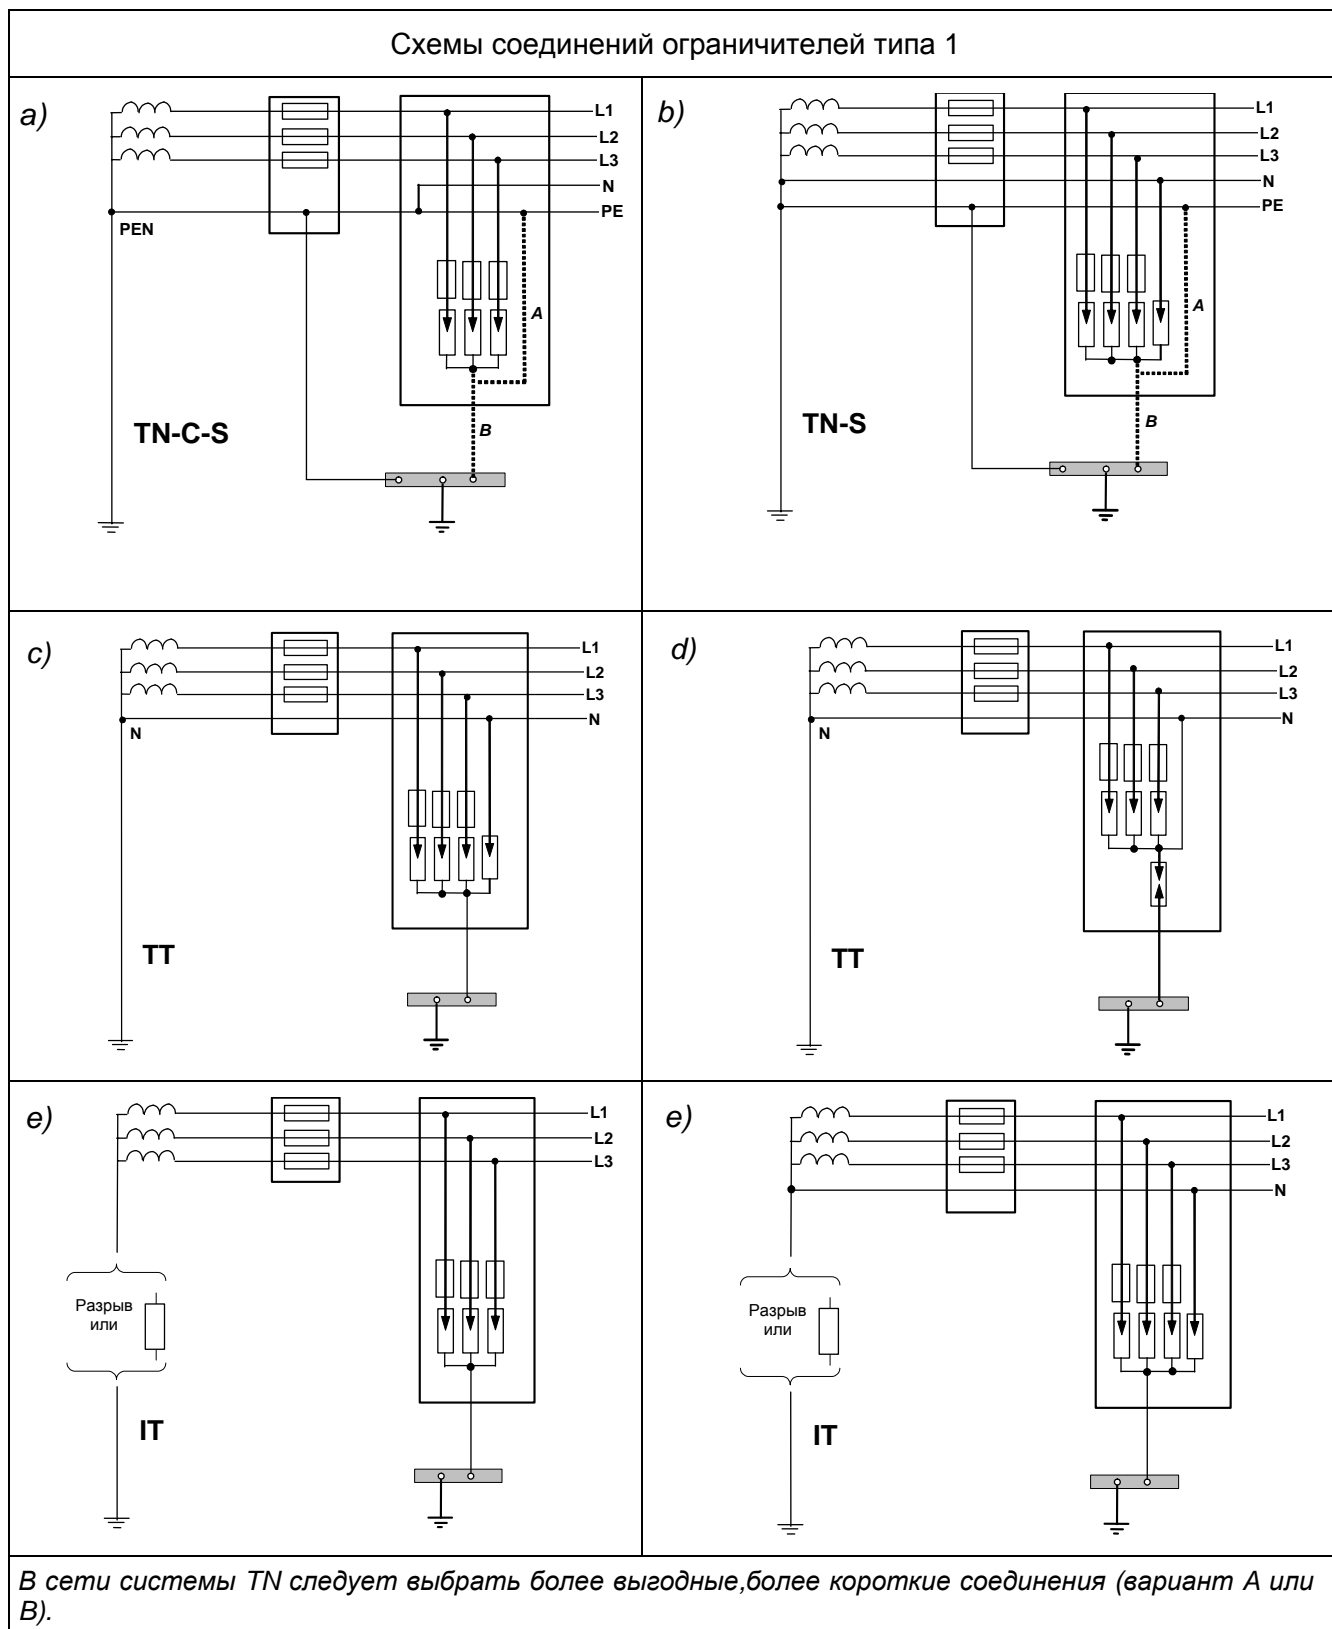 Схемы соединений ограничителей типа 1
a)
L1
L2
L3
N
PE
PEN
A
B
TN-C-S
b)
L1
L2
L3
N
PE
A
B
TN-S
c)
L1
L2
L3
N
N
TT
d)
L1
L2
L3
N
N
TT
e)
L1
L2
L3
Разрыв
или
IT
e)
L1
L2
L3
N
Разрыв
или
IT
В сети системы TN следует выбрать более выгодные,более короткие соединения (вариант А или
В).